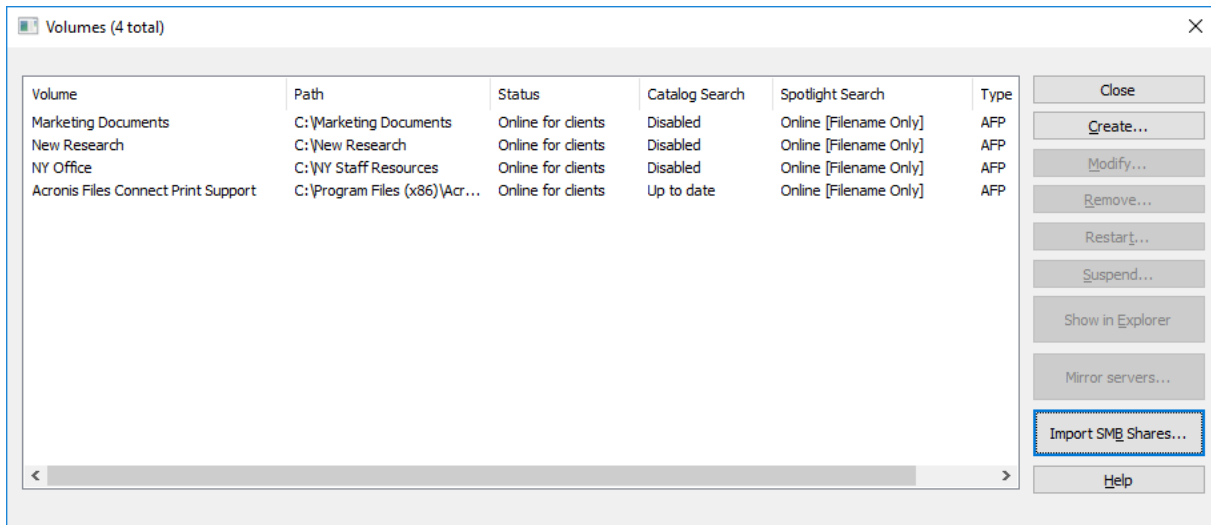 Volumes (4 total)
Volume Path Status Catalog Search Spotlight Search Type
Marketing Documents C:\Marketing Documents Online for clients Disabled Online [Filename Only] AFP
New Research C:\New Research Online for clients Disabled Online [Filename Only] AFP
NY Office C:\NY Staff Resources Online for clients Disabled Online [Filename Only] AFP
Acronis Files Connect Print Support C:\Program Files (x86)\Acr... Online for clients Up to date Online [Filename Only] AFP
Close
Create...
Modify...
Remove...
Restart...
Suspend...
Show in Explorer
Mirror servers...
Import SMB Shares...
Help